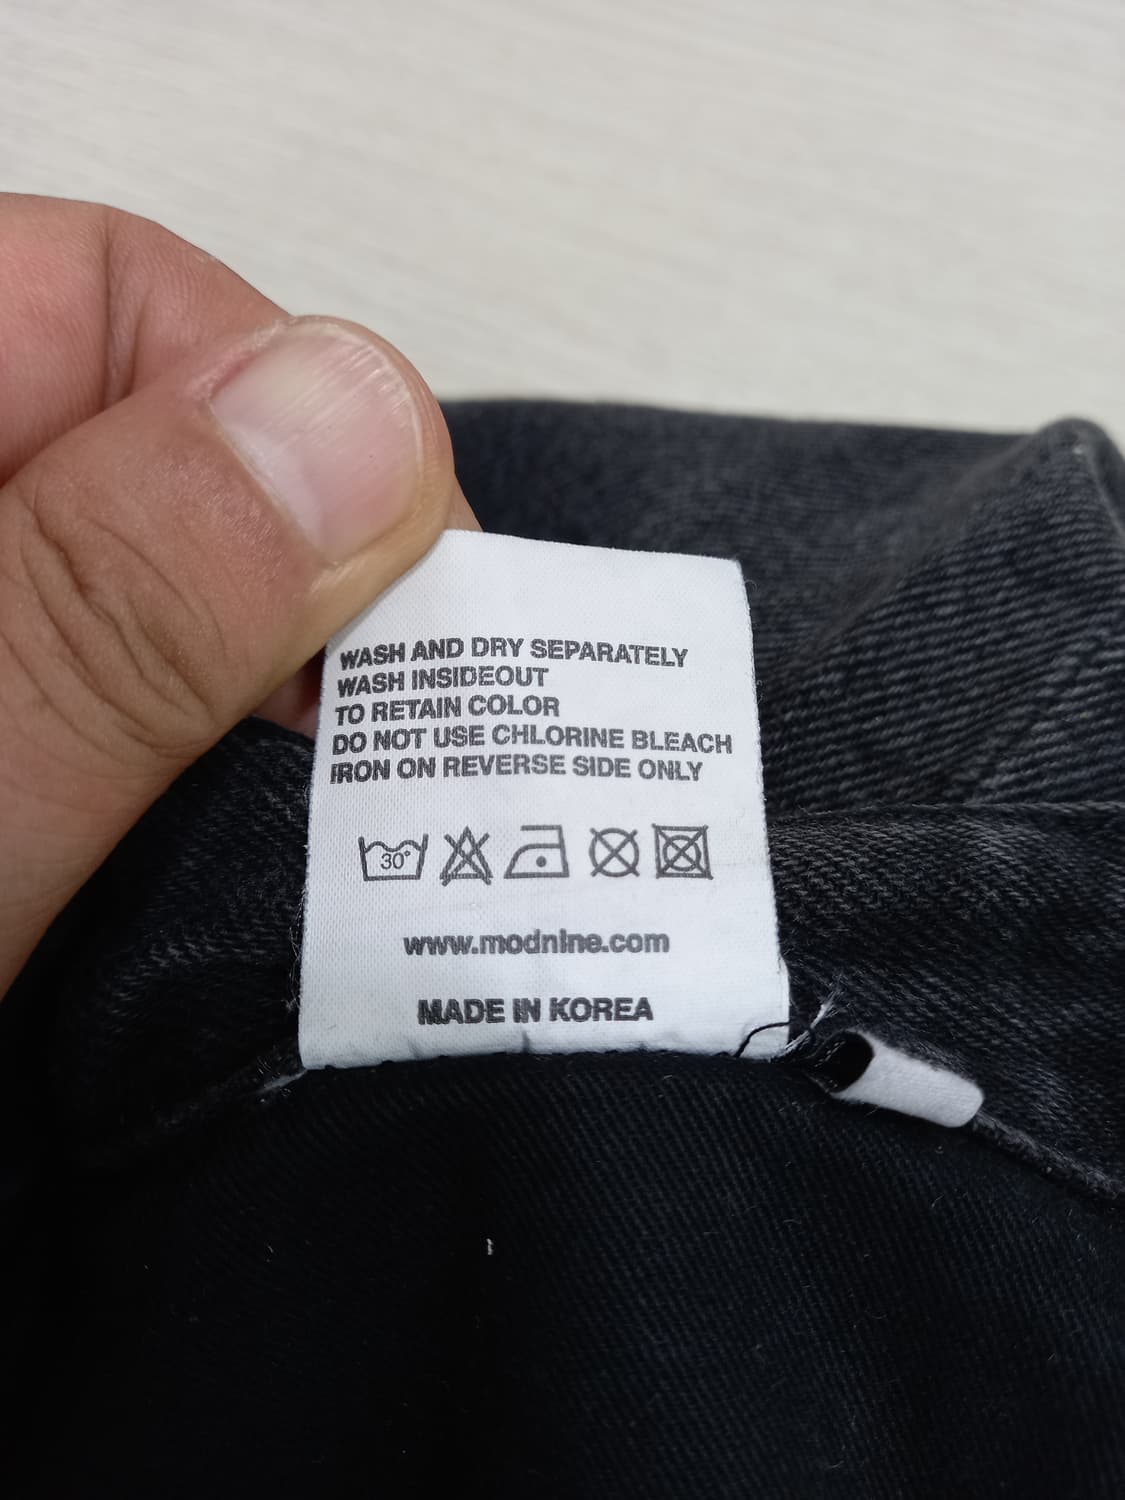 WASH AND DRY SEPARATELY
WASH INSIDEOUT
TO RETAIN COLOR
DO NOT USE CHLORINE BLEACH
IRON ON REVERSE SIDE ONLY
30°
www.modnine.com
MADE IN KOREA